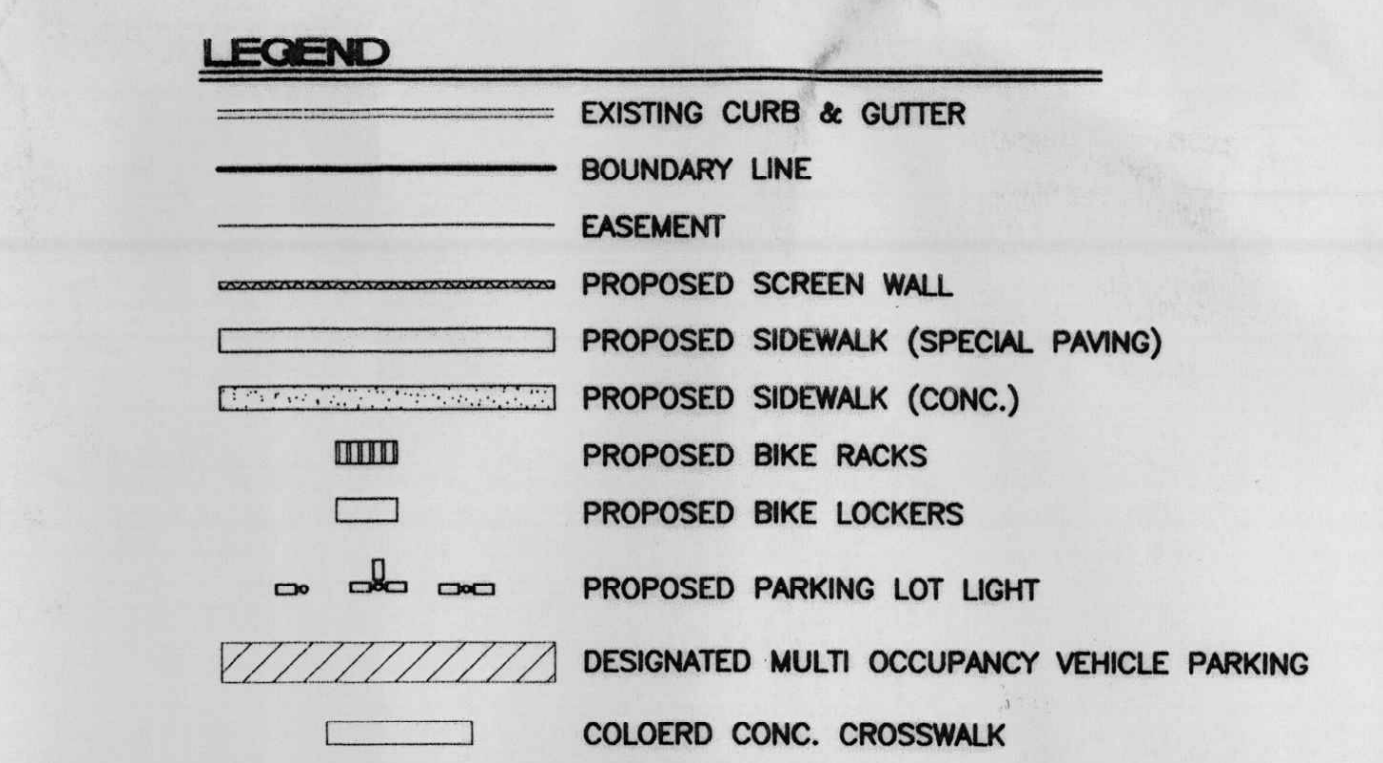 LEGEND
EXISTING CURB & GUTTER
BOUNDARY LINE
EASEMENT
PROPOSED SCREEN WALL
PROPOSED SIDEWALK (SPECIAL PAVING)
PROPOSED SIDEWALK (CONC.)
PROPOSED BIKE RACKS
PROPOSED BIKE LOCKERS
PROPOSED PARKING LOT LIGHT
DESIGNATED MULTI OCCUPANCY VEHICLE PARKING
COLOERD CONC. CROSSWALK